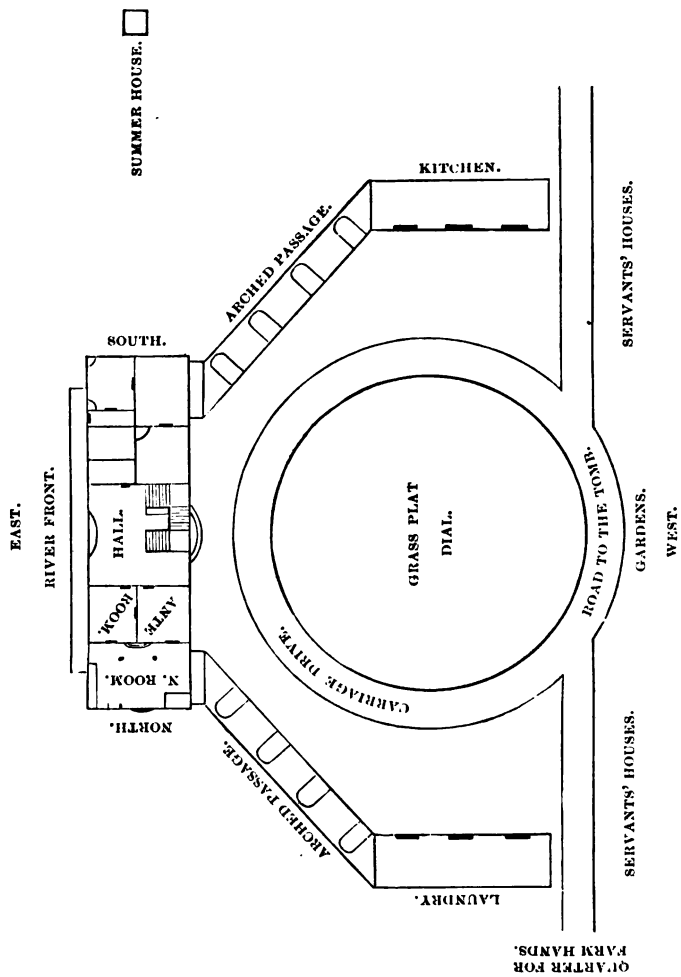 SUMMER HOUSE.
KITCHEN.
ARCHED PASSAGE.
SERVANTS' HOUSES.
SOUTH.
EAST.
RIVER FRONT.
HALL.
ANTE
ROOM.
N. ROOM.
NORTH.
GRASS PLAT
DIAL.
CARRIAGE DRIVE.
ROAD TO THE TOMB.
GARDENS.
WEST.
ARCHED PASSAGE.
SERVANTS' HOUSES.
LAUNDRY.
QUARTER FOR
FARM HANDS.